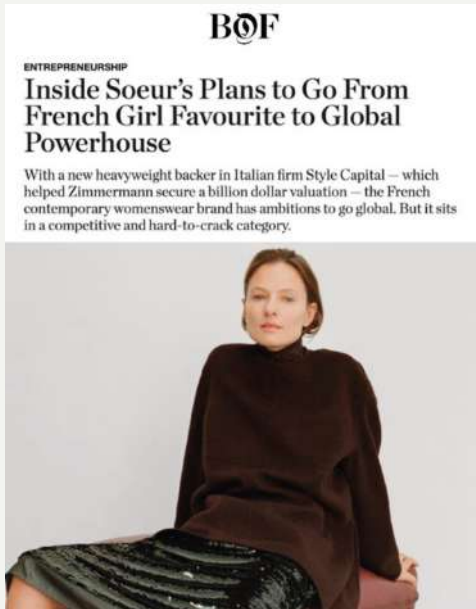 BOF
ENTREPRENEURSHIP
Inside Soeur's Plans to Go From
French Girl Favourite to Global
Powerhouse
With a new heavyweight backer in Italian firm Style Capital — which
helped Zimmermann secure a billion dollar valuation — the French
contemporary womenswear brand has ambitions to go global. But it sits
in a competitive and hard-to-crack category.